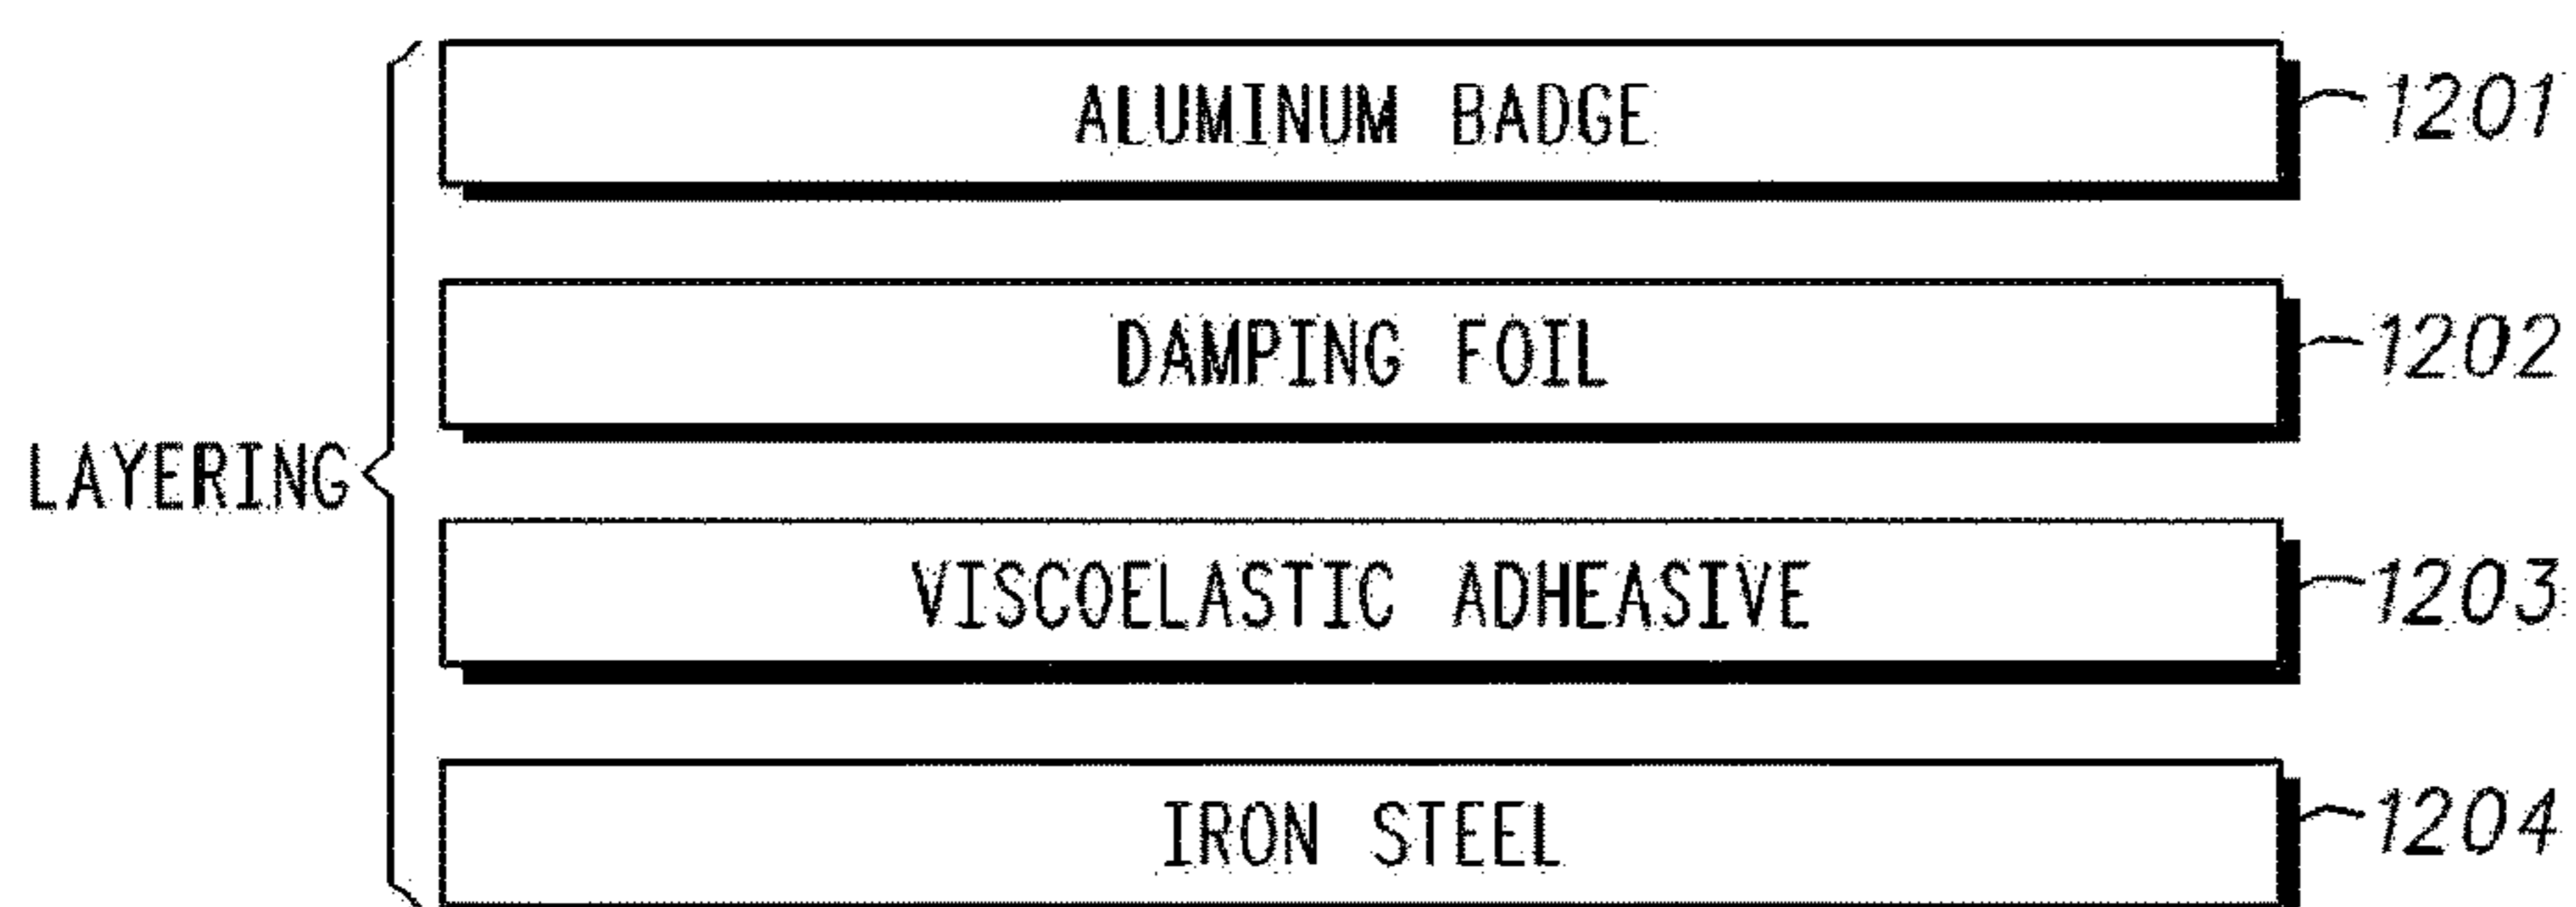 ALUMINUM BADGE 1201
DAMPING FOIL 1202
LAYERING
VISCOELASTIC ADHEASIVE 1203
IRON STEEL 1204